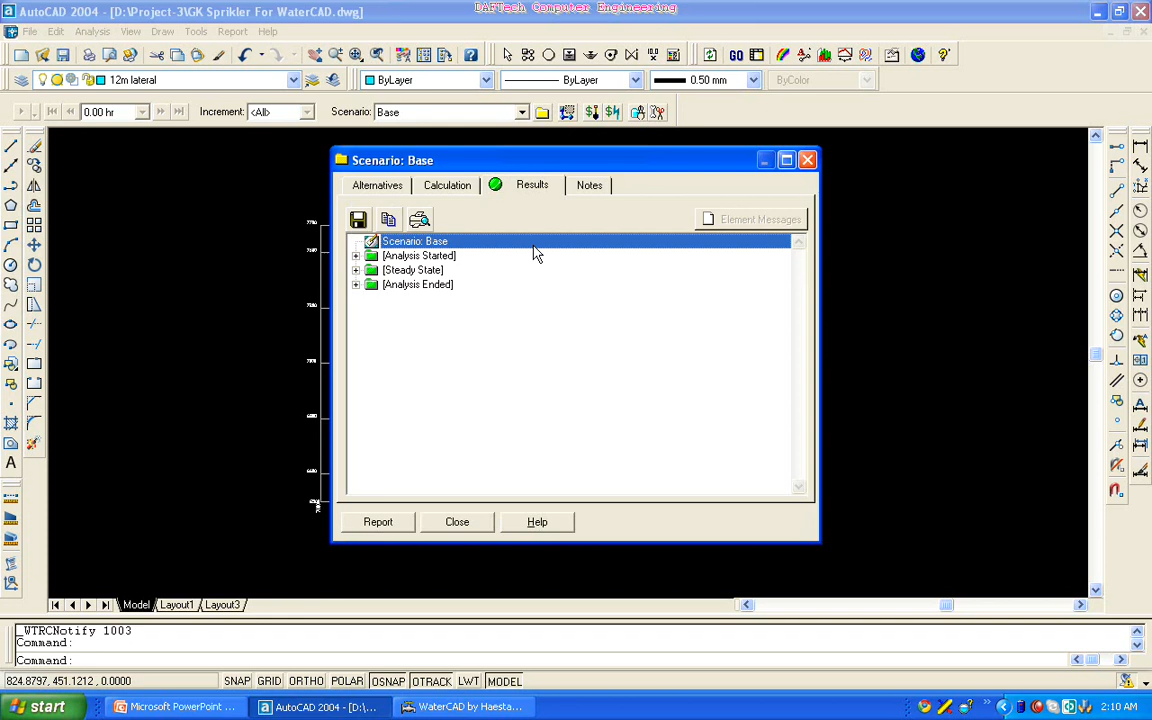 DAFTech Computer Engineering
AutoCAD 2004 - [D:\Project-3\GK Sprikler For WaterCAD.dwg]
File Edit Analysis View Draw Tools Report Help
GO
12m lateral ByLayer ByLayer 0.50 mm ByColor
0.00 hr Increment: <All> Scenario: Base
Scenario: Base
Alternatives Calculation Results Notes
Element Messages
Scenario: Base
[Analysis Started]
[Steady State]
[Analysis Ended]
Report Close Help
Model Layout1 Layout3
_WTRCNotify 1003
Command:
Command:
824.8797, 451.1212 , 0.0000 SNAP GRID ORTHO POLAR OSNAP OTRACK LWT MODEL
start Microsoft PowerPoint ... AutoCAD 2004 - [D:\... WaterCAD by Haesta... 2:10 AM